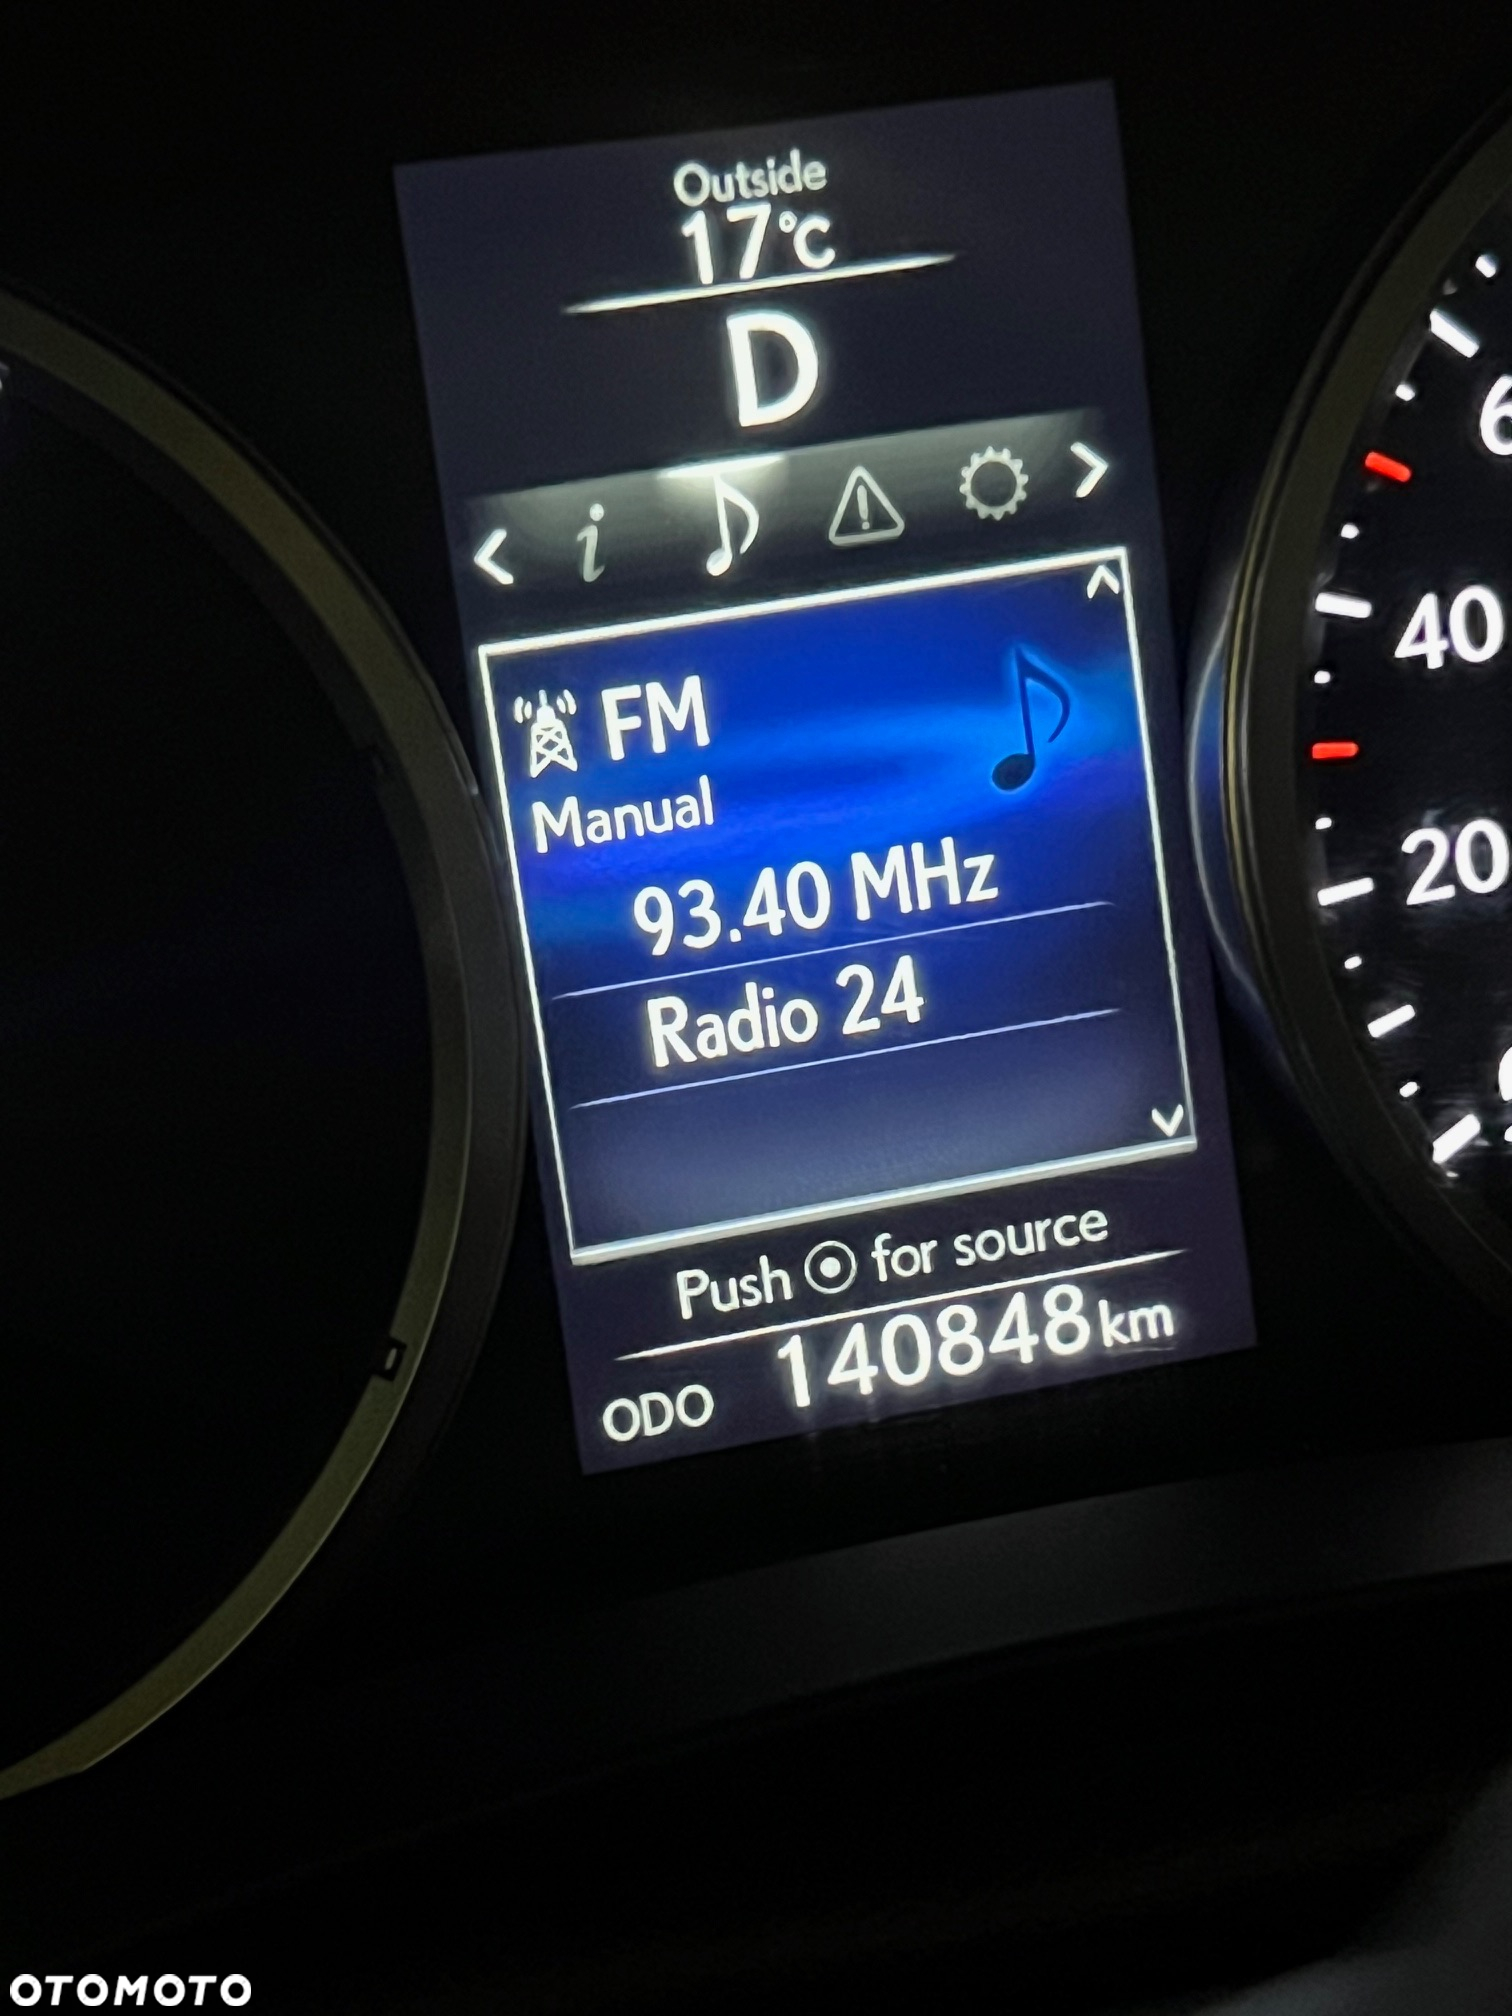 Outside
17°C
D
FM
Manual
93.40 MHz
Radio 24
Push for source
ODO 140848 km
40
20
OTOMOTO